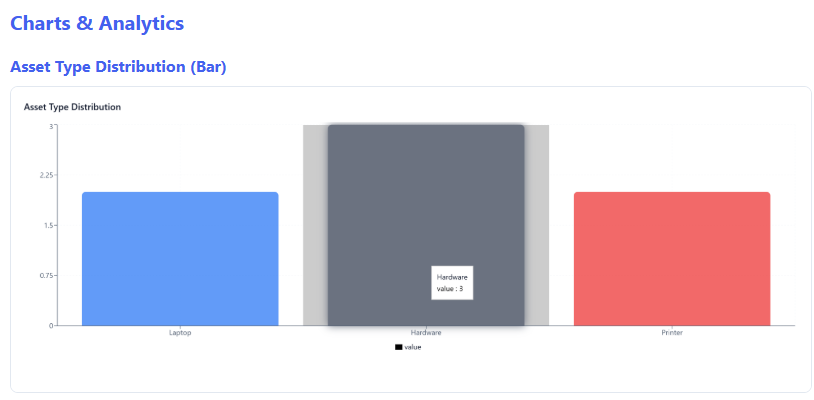 Charts & Analytics
Asset Type Distribution (Bar)
Asset Type Distribution
3
2.25
1.5
0.75
0
Hardware
value : 3
Laptop
Hardware
Printer
value